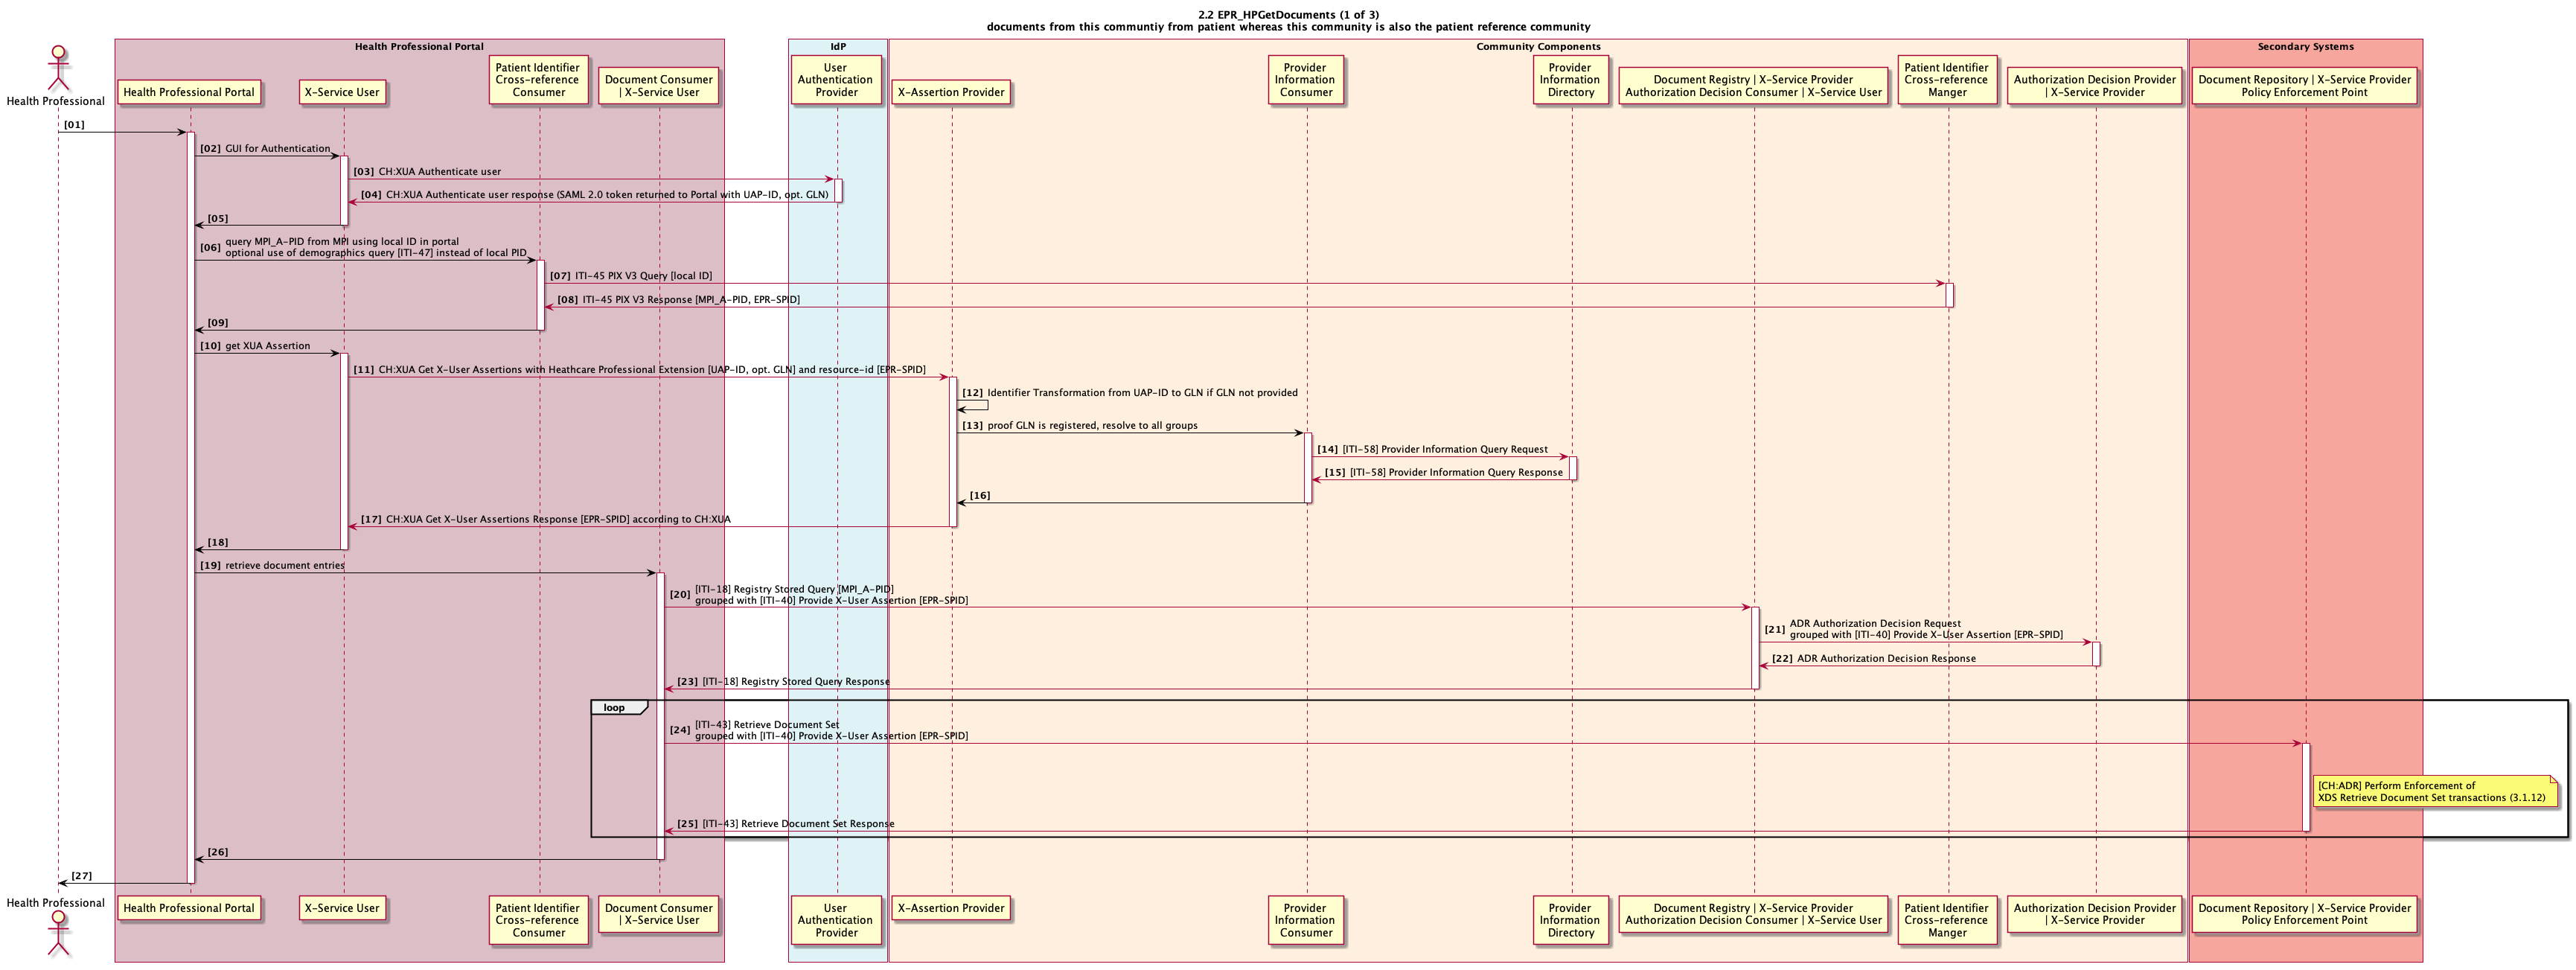 2.2 EPR_HPGetDocuments (1 of 3)
documents from this communtiy from patient whereas this community is also the patient reference community
Health Professional Portal
IdP
Community Components
Secondary Systems
Health Professional
Health Professional Portal
X-Service User
Patient Identifier
Cross-reference
Consumer
Document Consumer
| X-Service User
User
Authentication
Provider
X-Assertion Provider
Provider
Information
Consumer
Provider
Information
Directory
Document Registry | X-Service Provider
Authorization Decision Consumer | X-Service User
Patient Identifier
Cross-reference
Manger
Authorization Decision Provider
| X-Service Provider
Document Repository | X-Service Provider
Policy Enforcement Point
[01]
[02] GUI for Authentication
[03] CH:XUA Authenticate user
[04] CH:XUA Authenticate user response (SAML 2.0 token returned to Portal with UAP-ID, opt. GLN)
[05]
[06] query MPI_A-PID from MPI using local ID in portal
optional use of demographics query [ITI-47] instead of local PID
[07] ITI-45 PIX V3 Query [local ID]
[08] ITI-45 PIX V3 Response [MPI_A-PID, EPR-SPID]
[09]
[10] get XUA Assertion
[11] CH:XUA Get X-User Assertions with Heathcare Professional Extension [UAP-ID, opt. GLN] and resource-id [EPR-SPID]
[12] Identifier Transformation from UAP-ID to GLN if GLN not provided
[13] proof GLN is registered, resolve to all groups
[14] [ITI-58] Provider Information Query Request
[15] [ITI-58] Provider Information Query Response
[16]
[17] CH:XUA Get X-User Assertions Response [EPR-SPID] according to CH:XUA
[18]
[19] retrieve document entries
[20] [ITI-18] Registry Stored Query [MPI_A-PID]
grouped with [ITI-40] Provide X-User Assertion [EPR-SPID]
[21] ADR Authorization Decision Request
grouped with [ITI-40] Provide X-User Assertion [EPR-SPID]
[22] ADR Authorization Decision Response
[23] [ITI-18] Registry Stored Query Response
loop
[24] [ITI-43] Retrieve Document Set
grouped with [ITI-40] Provide X-User Assertion [EPR-SPID]
[CH:ADR] Perform Enforcement of
XDS Retrieve Document Set transactions (3.1.12)
[25] [ITI-43] Retrieve Document Set Response
[26]
[27]
Health Professional
Health Professional Portal
X-Service User
Patient Identifier
Cross-reference
Consumer
Document Consumer
| X-Service User
User
Authentication
Provider
X-Assertion Provider
Provider
Information
Consumer
Provider
Information
Directory
Document Registry | X-Service Provider
Authorization Decision Consumer | X-Service User
Patient Identifier
Cross-reference
Manger
Authorization Decision Provider
| X-Service Provider
Document Repository | X-Service Provider
Policy Enforcement Point